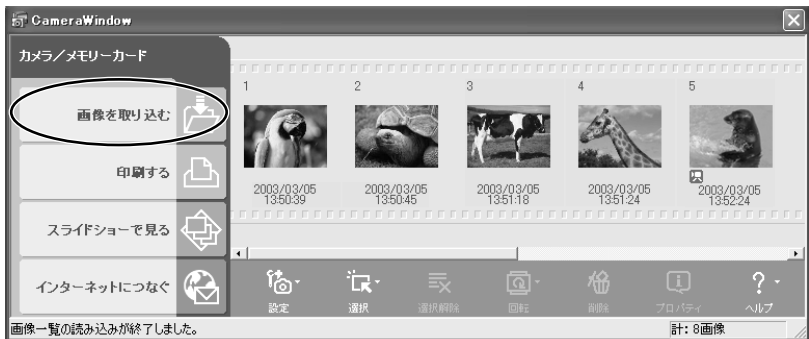 CameraWindow
カメラ／メモリーカード
画像を取り込む
印刷する
スライドショーで見る
インターネットにつなぐ
1 2 3 4 5
2003/03/05 2003/03/05 2003/03/05 2003/03/05 2003/03/05
13:50:39 13:50:45 13:51:18 13:51:24 13:52:24
設定 選択 選択解除 回転 削除 プロパティ ヘルプ
画像一覧の読み込みが終了しました。 計: 8画像